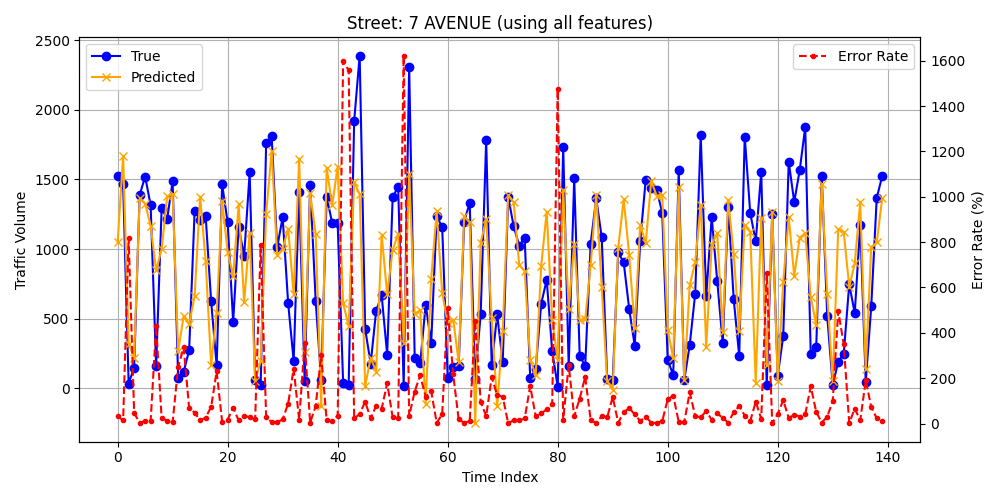 Street: 7 AVENUE (using all features)
True
Predicted
Error Rate
2500
2000
1500
1000
500
0
Traffic Volume
1600
1400
1200
1000
800
600
400
200
0
Error Rate (%)
0 20 40 60 80 100 120 140
Time Index